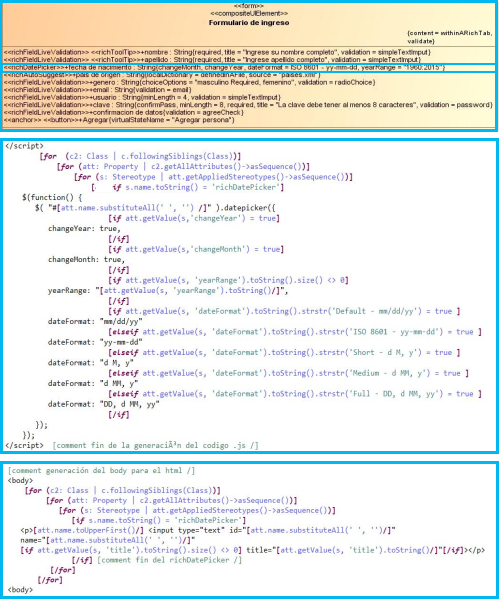 <<form>>
<<compositeUIElement>>
Formulario de ingreso
{content = withinARichTab,
validate}
<<richFieldLiveValidation>> <<richToolTip>>+nombre : String{required, title = "Ingrese su nombre completo", validation = simpleTextImput}
<<richFieldLiveValidation>> <<richToolTip>>+apellido : String{required, title = "Ingrese apellido completo", validation = simpleTextImput}
<<richDatePicker>>+fecha de nacimiento : String{changeMonth, changeYear, dateFormat = ISO 8601 - yy-mm-dd, yearRange = "1960:2015"}
<<richAutoSuggest>>+pais de origen : String{localDictionary = definedInFile, source = "paises.xml"}
<<richFieldLiveValidation>>+genero : String{choiceOptions = "masculino Required, femenino", validation = radioChoice}
<<richFieldLiveValidation>>+email : String{validation = email}
<<richFieldLiveValidation>>+usuario : String{minLength = 4, validation = simpleTextImput}
<<richFieldLiveValidation>>+clave : String{confirmPass, minLength = 8, required, title = "La clave debe tener al menos 8 caracteres", validation = password}
<<richFieldLiveValidation>>+confirmacion de datos{validation = agreeCheck}
<<anchor>> <<button>>+Agregar{virtualStateName = "Agregar persona"}
</script>
[for (c2: Class | c.followingSiblings(Class))]
[for (att: Property | c2.getAllAttributes()->asSequence())]
[for (s: Stereotype | att.getAppliedStereotypes()->asSequence())]
[: if s.name.toString() = 'richDatePicker']
$(function() {
$( "#[att.name.substituteAll(' ', '') /]" ).datepicker({
[if att.getValue(s,'changeYear') = true]
changeYear: true,
[/if]
[if att.getValue(s,'changeMonth') = true]
changeMonth: true,
[/if]
[if att.getValue(s, 'yearRange').toString().size() <> 0]
yearRange: "[att.getValue(s, 'yearRange').toString()/]",
[/if]
[if att.getValue(s, 'dateFormat').toString().strstr('Default - mm/dd/yy') = true ]
dateFormat: "mm/dd/yy"
[elseif att.getValue(s, 'dateFormat').toString().strstr('ISO 8601 - yy-mm-dd') = true ]
dateFormat: "yy-mm-dd"
[elseif att.getValue(s, 'dateFormat').toString().strstr('Short - d M, y') = true ]
dateFormat: "d M, y"
[elseif att.getValue(s, 'dateFormat').toString().strstr('Medium - d MM, y') = true ]
dateFormat: "d MM, y"
[elseif att.getValue(s, 'dateFormat').toString().strstr('Full - DD, d MM, yy') = true ]
dateFormat: "DD, d MM, yy"
[/if]
});
});
</script> [comment fin de la generaciÃ³n del codigo .js /]
[comment generación del body para el html /]
<body>
[for (c2: Class | c.followingSiblings(Class))]
[for (att: Property | c2.getAllAttributes()->asSequence())]
[for (s: Stereotype | att.getAppliedStereotypes()->asSequence())]
[if s.name.toString() = 'richDatePicker']
<p>[att.name.toUpperFirst()/] <input type="text" id="[att.name.substituteAll(' ', '')/]"
name="[att.name.substituteAll(' ', '')/]"
[if att.getValue(s, 'title').toString().size() <> 0] title="[att.getValue(s, 'title').toString()/]"[/if]></p>
[/if] [comment fin del richDatePicker /]
[/for]
[/for]
<body>